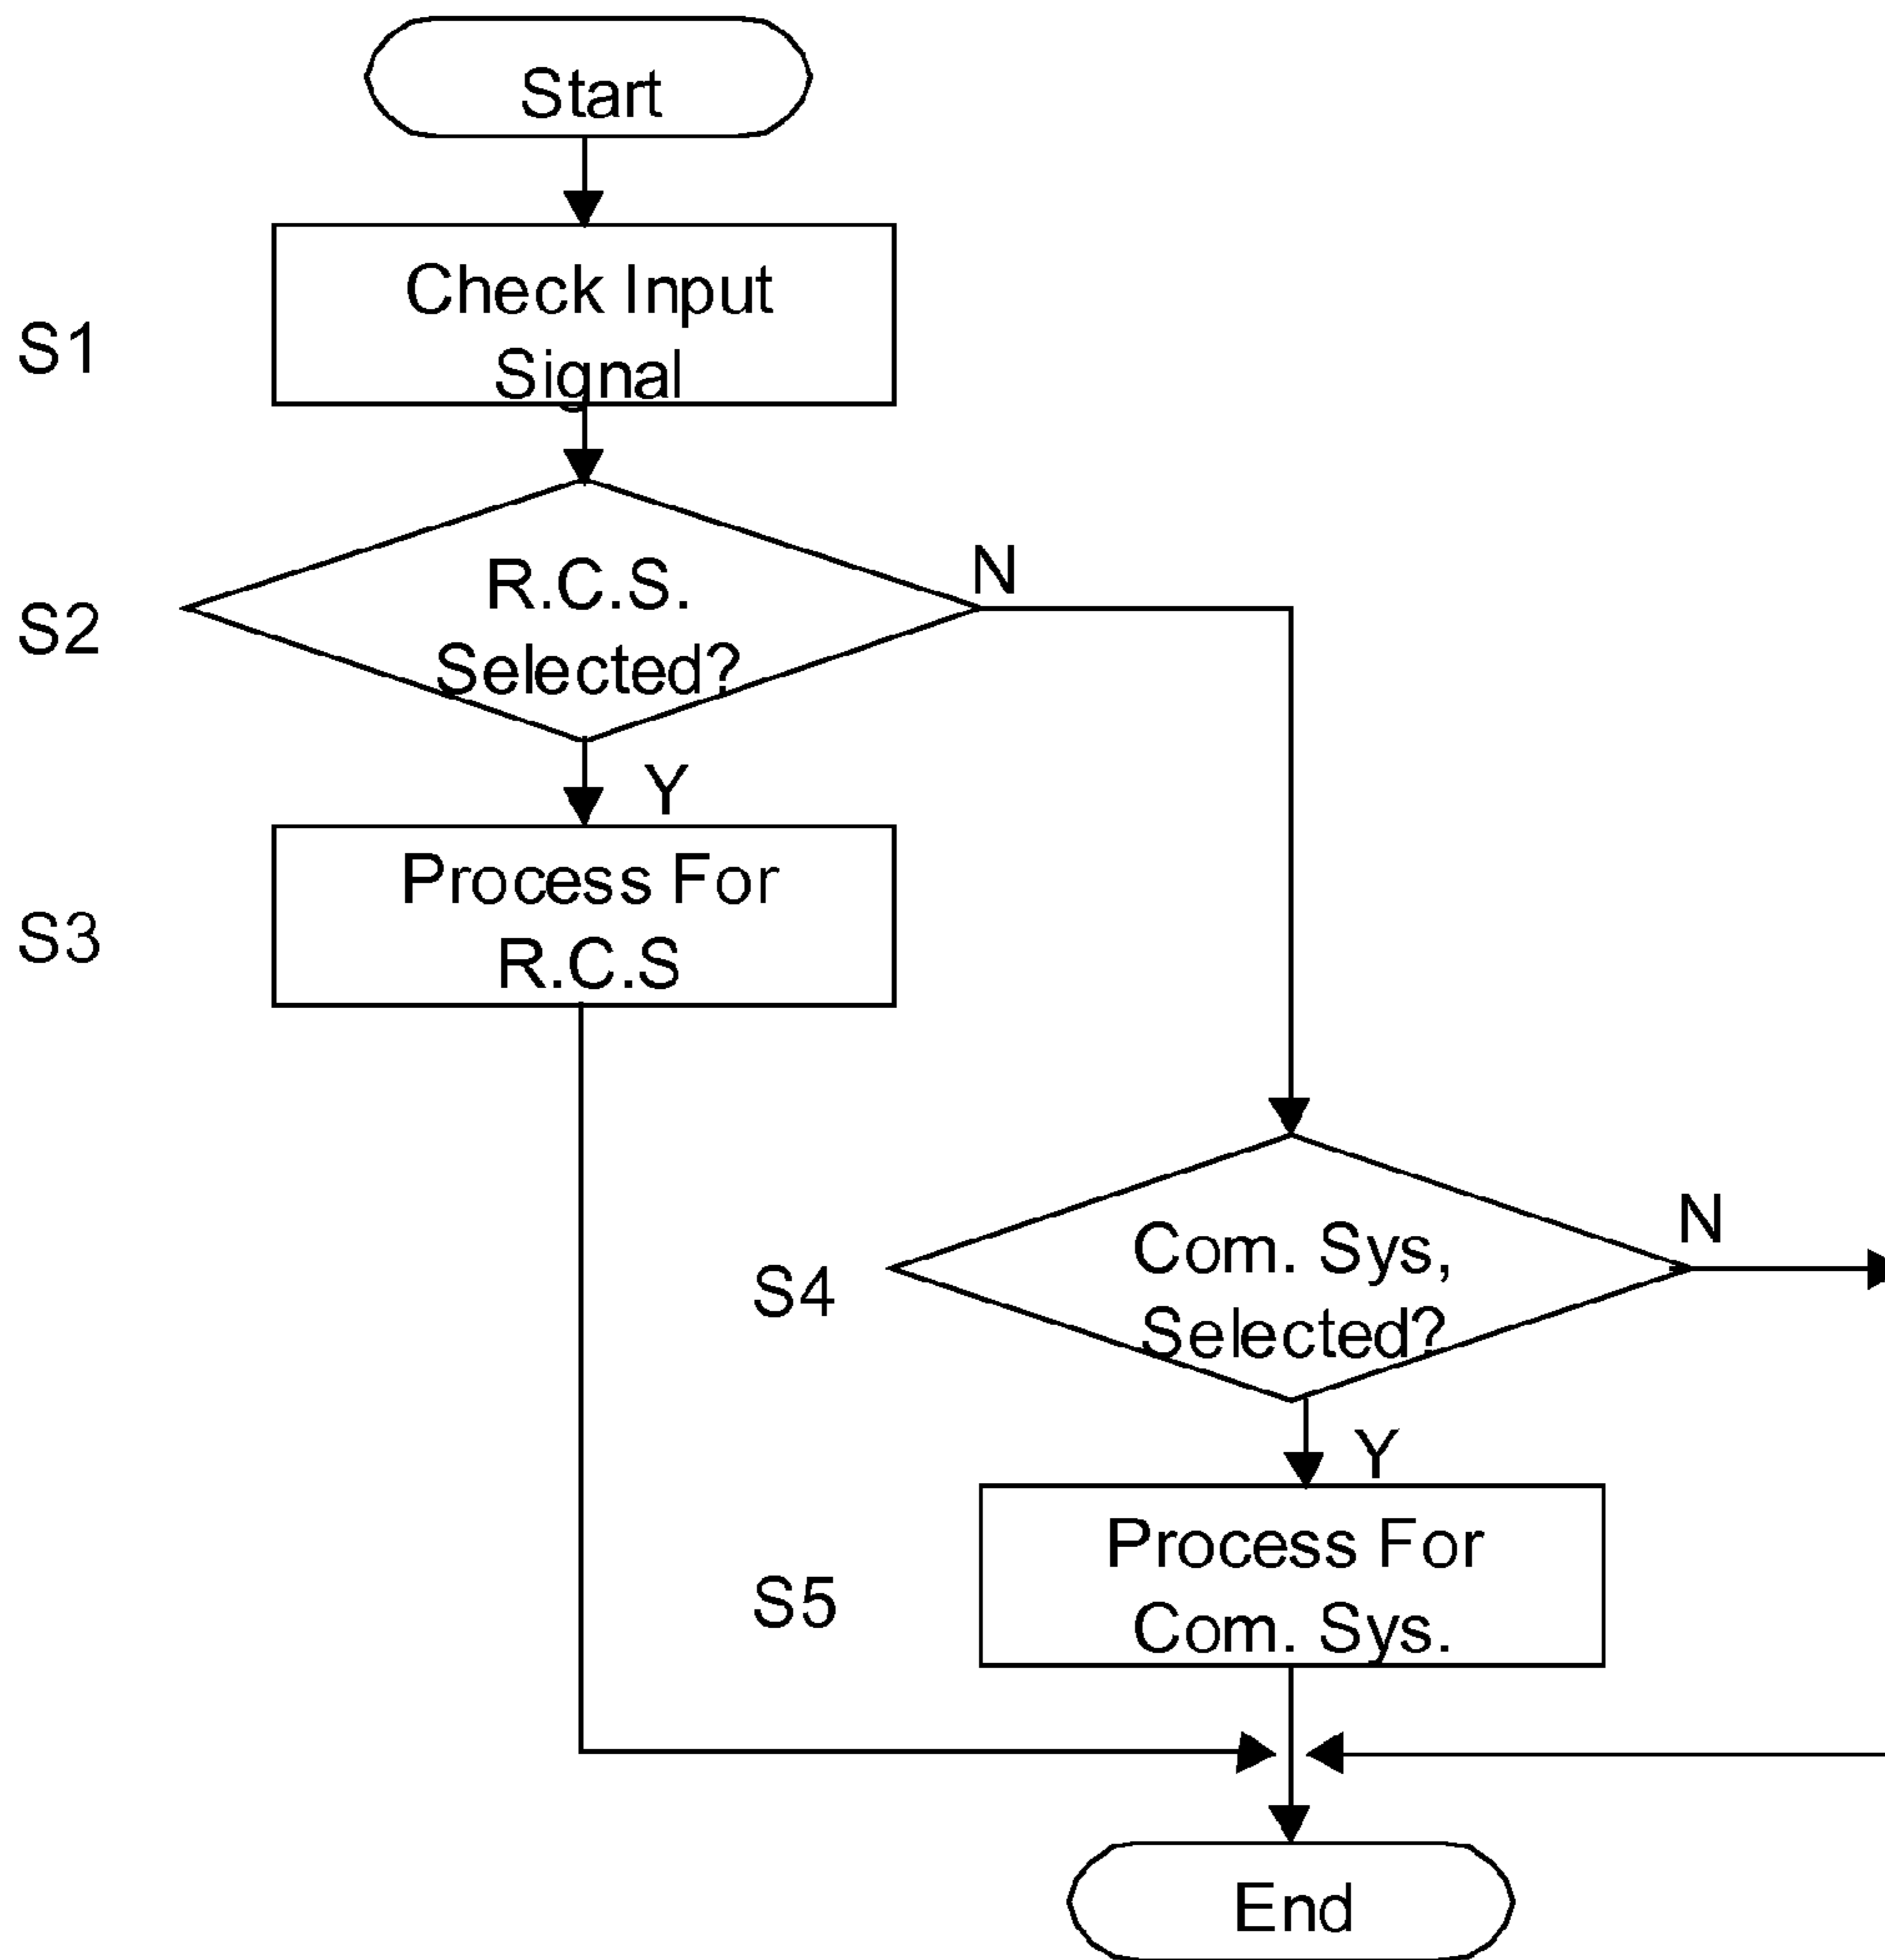 Start
Check Input
Signal
S1
R.C.S.
Selected?
N
S2
Y
Process For
R.C.S
S3
Com. Sys,
Selected?
N
S4
Y
Process For
Com. Sys.
S5
End